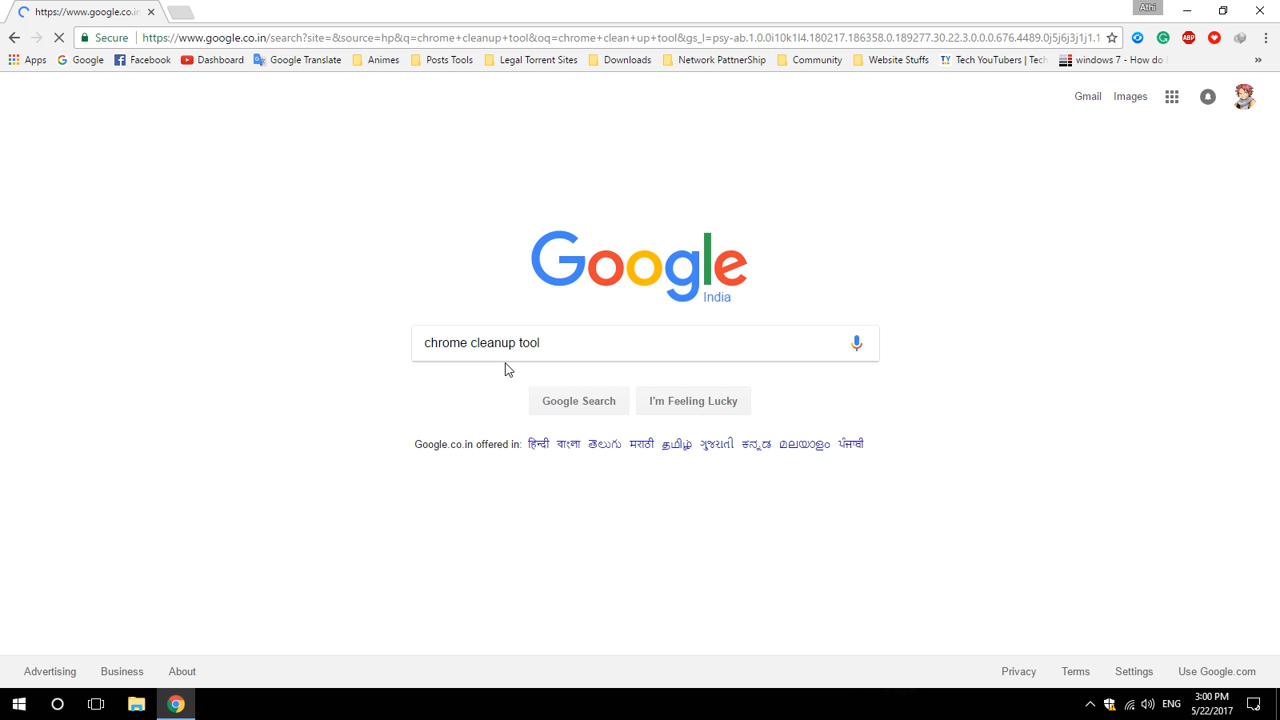 https://www.google.co.in
Athi
Secure https://www.google.co.in/search?site=&source=hp&q=chrome+cleanup+tool&oq=chrome+clean+up+tool&gs_l=psy-ab.1.0.0i10k1l4.180217.186358.0.189277.30.22.3.0.0.0.676.4489.0j5j6j3j1j1.1
Apps Google Facebook Dashboard Google Translate Animes Posts Tools Legal Torrent Sites Downloads Network PattnerShip Community Website Stuffs TY Tech YouTubers | Tech windows 7 - How do I »
Gmail Images
Google
India
chrome cleanup tool
Google Search I'm Feeling Lucky
Google.co.in offered in: हिन्दी বাংলা తెలుగు मराठी தமிழ் ગુજરાતી ಕನ್ನಡ മലയാളം ਪੰਜਾਬੀ
Advertising Business About Privacy Terms Settings Use Google.com
ENG 3:00 PM
5/22/2017